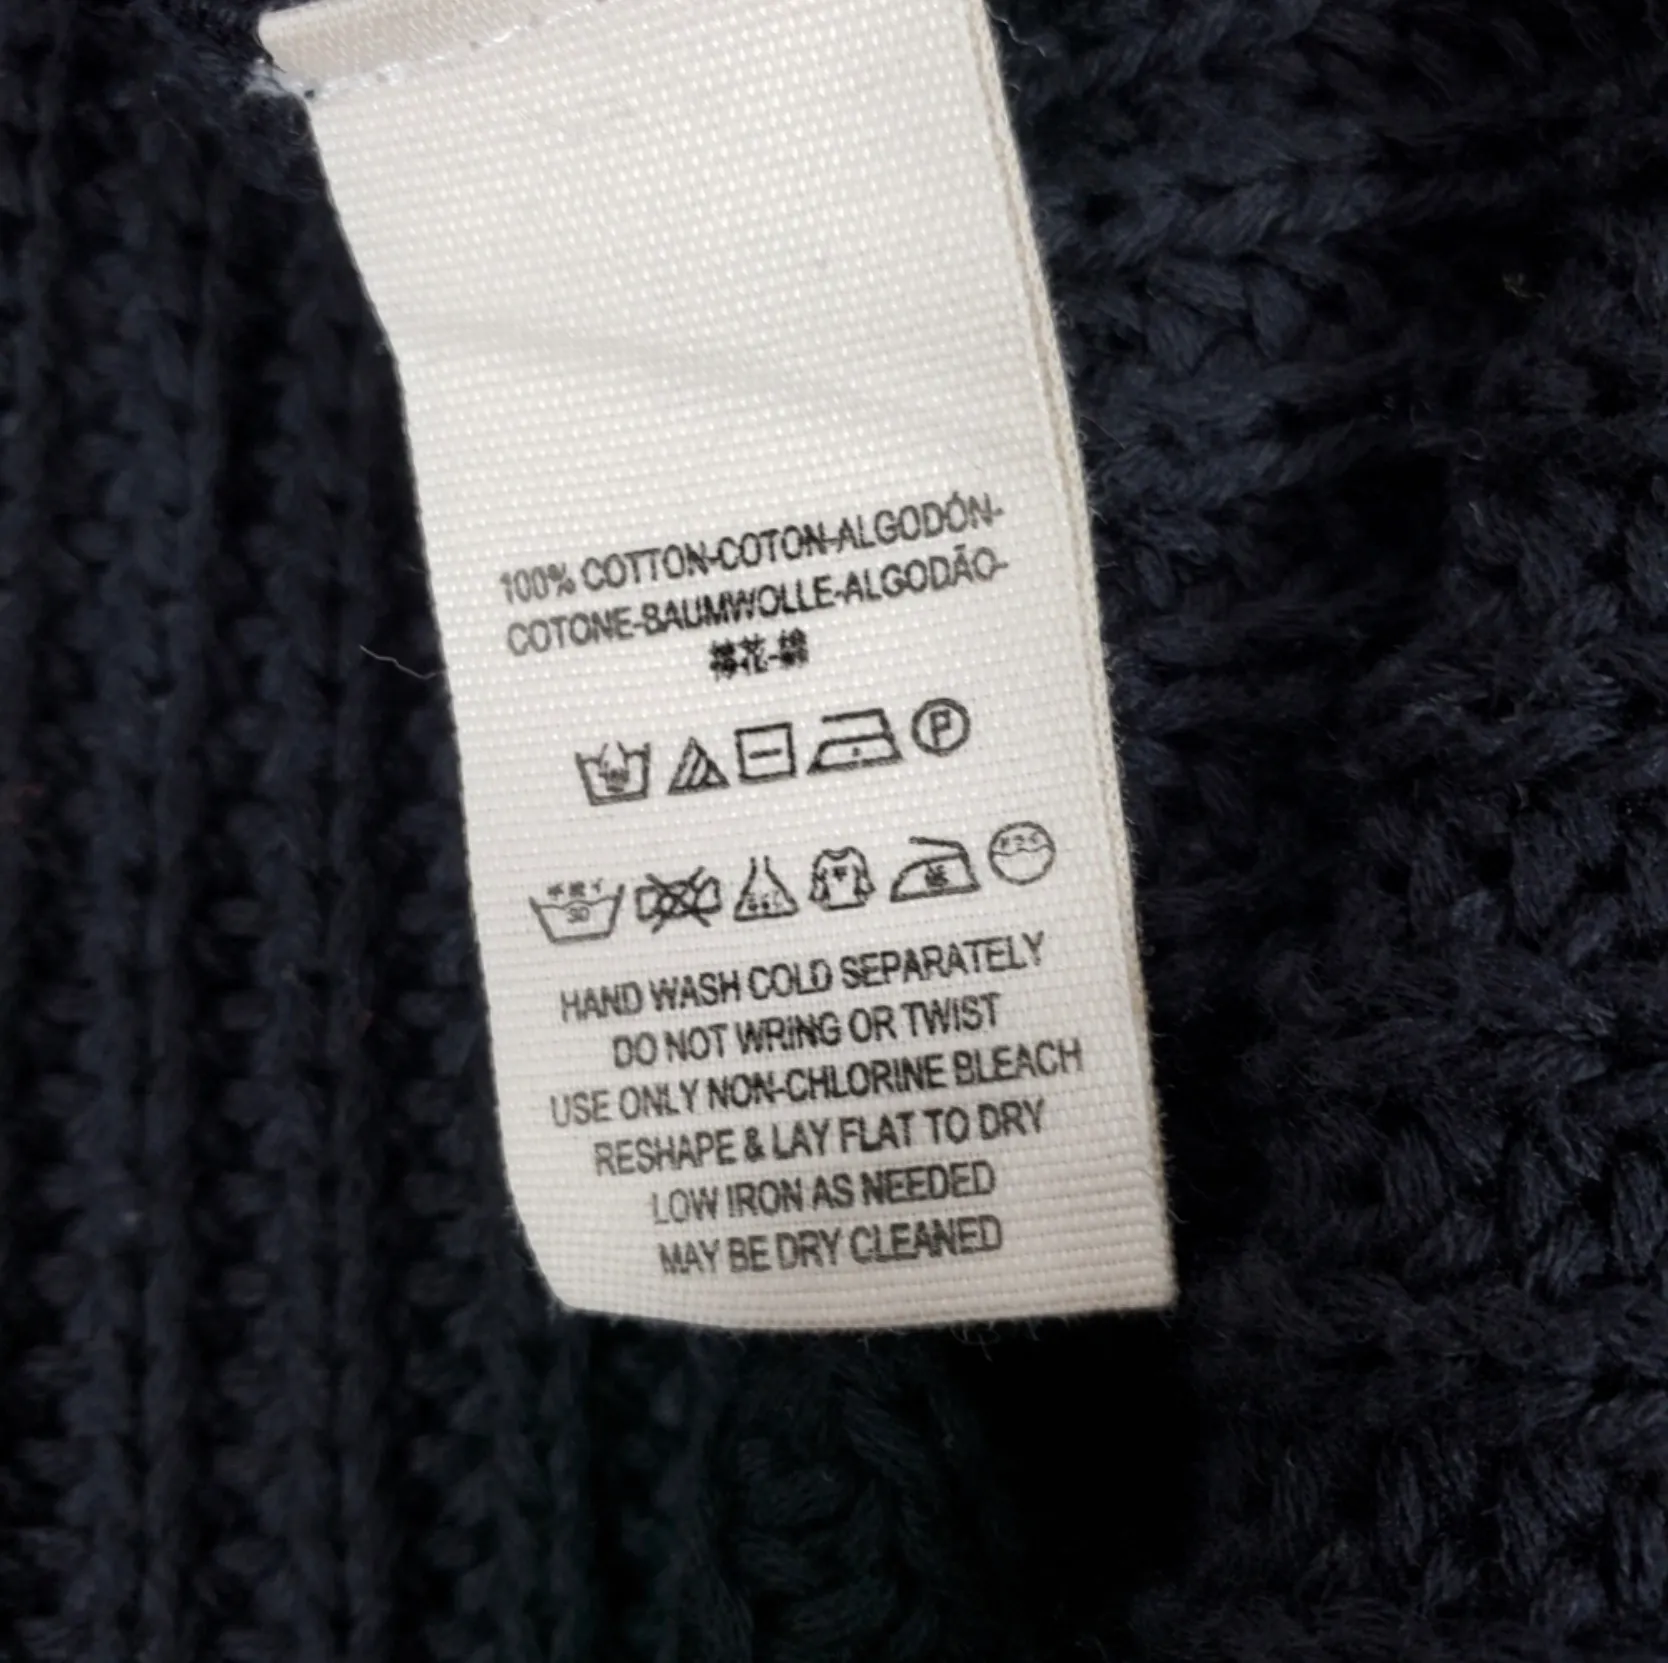 100% COTTON-COTON-ALGODÓN-
COTONE-BAUMWOLLE-ALGODÃO-
棉花-綿
P
30
HAND WASH COLD SEPARATELY
DO NOT WRING OR TWIST
USE ONLY NON-CHLORINE BLEACH
RESHAPE & LAY FLAT TO DRY
LOW IRON AS NEEDED
MAY BE DRY CLEANED